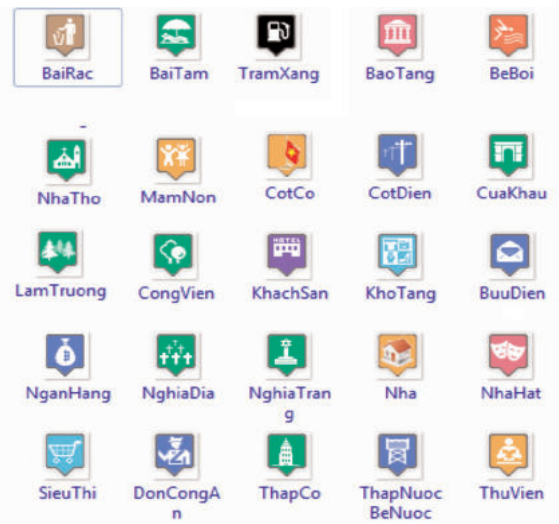 BaiRac BaiTam TramXang BaoTang BeBoi
NhaTho MamNon CotCo CotDien CuaKhau
HOTEL
LamTruong CongVien KhachSan KhoTang BuuDien
NganHang NghiaDia NghiaTran Nha NhaHat
g
SieuThi DonCongA ThapCo ThapNuoc ThuVien
n BeNuoc